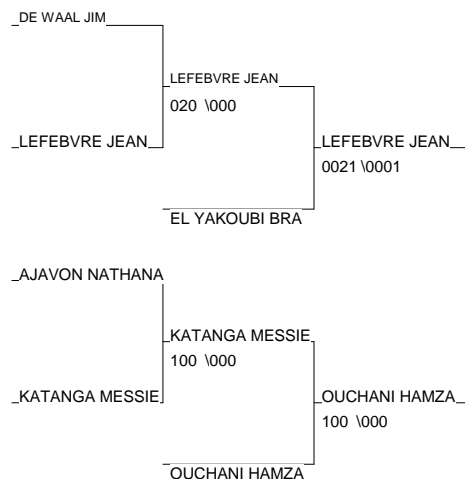 DE WAAL JIM
LEFEBVRE JEAN
020 \000
LEFEBVRE JEAN
LEFEBVRE JEAN
0021 \0001
EL YAKOUBI BRA
AJAVON NATHANA
KATANGA MESSIE
100 \000
KATANGA MESSIE
OUCHANI HAMZA
100 \000
OUCHANI HAMZA